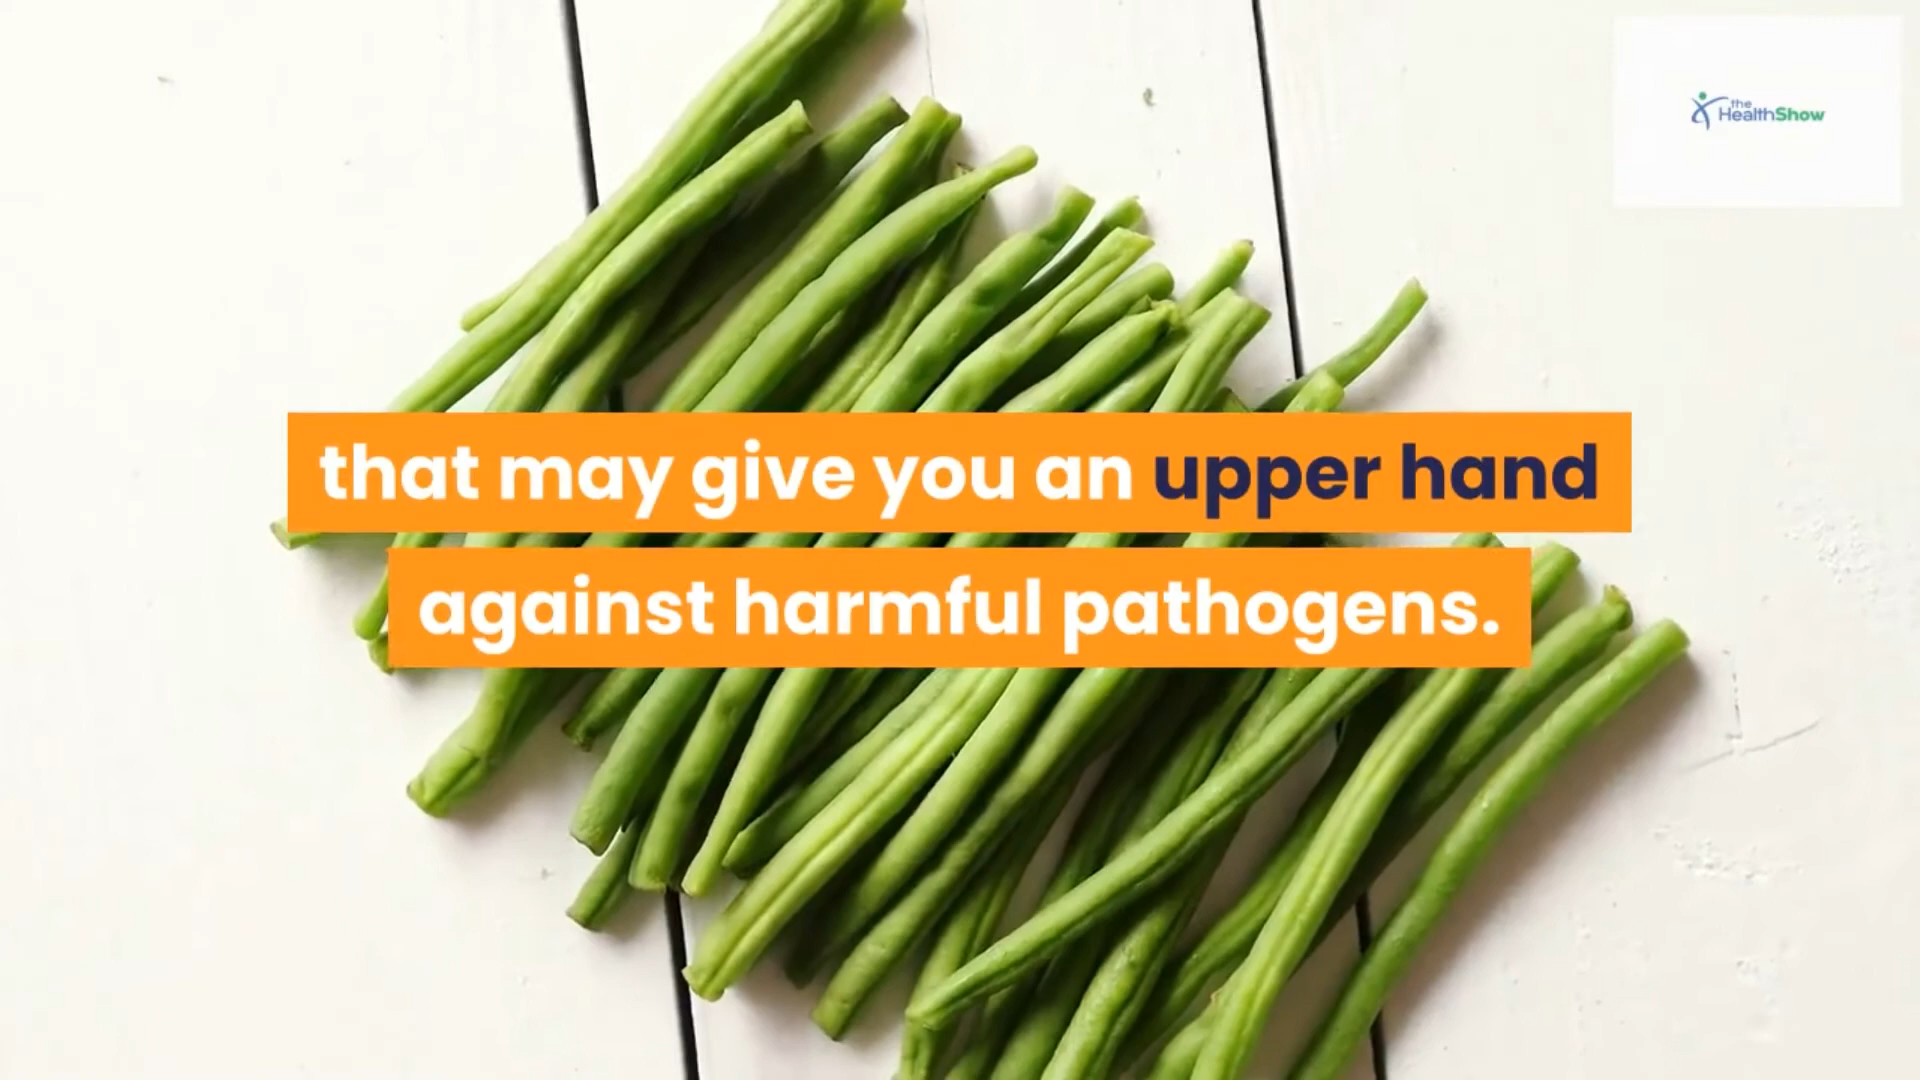 the
HealthShow
that may give you an upper hand
against harmful pathogens.